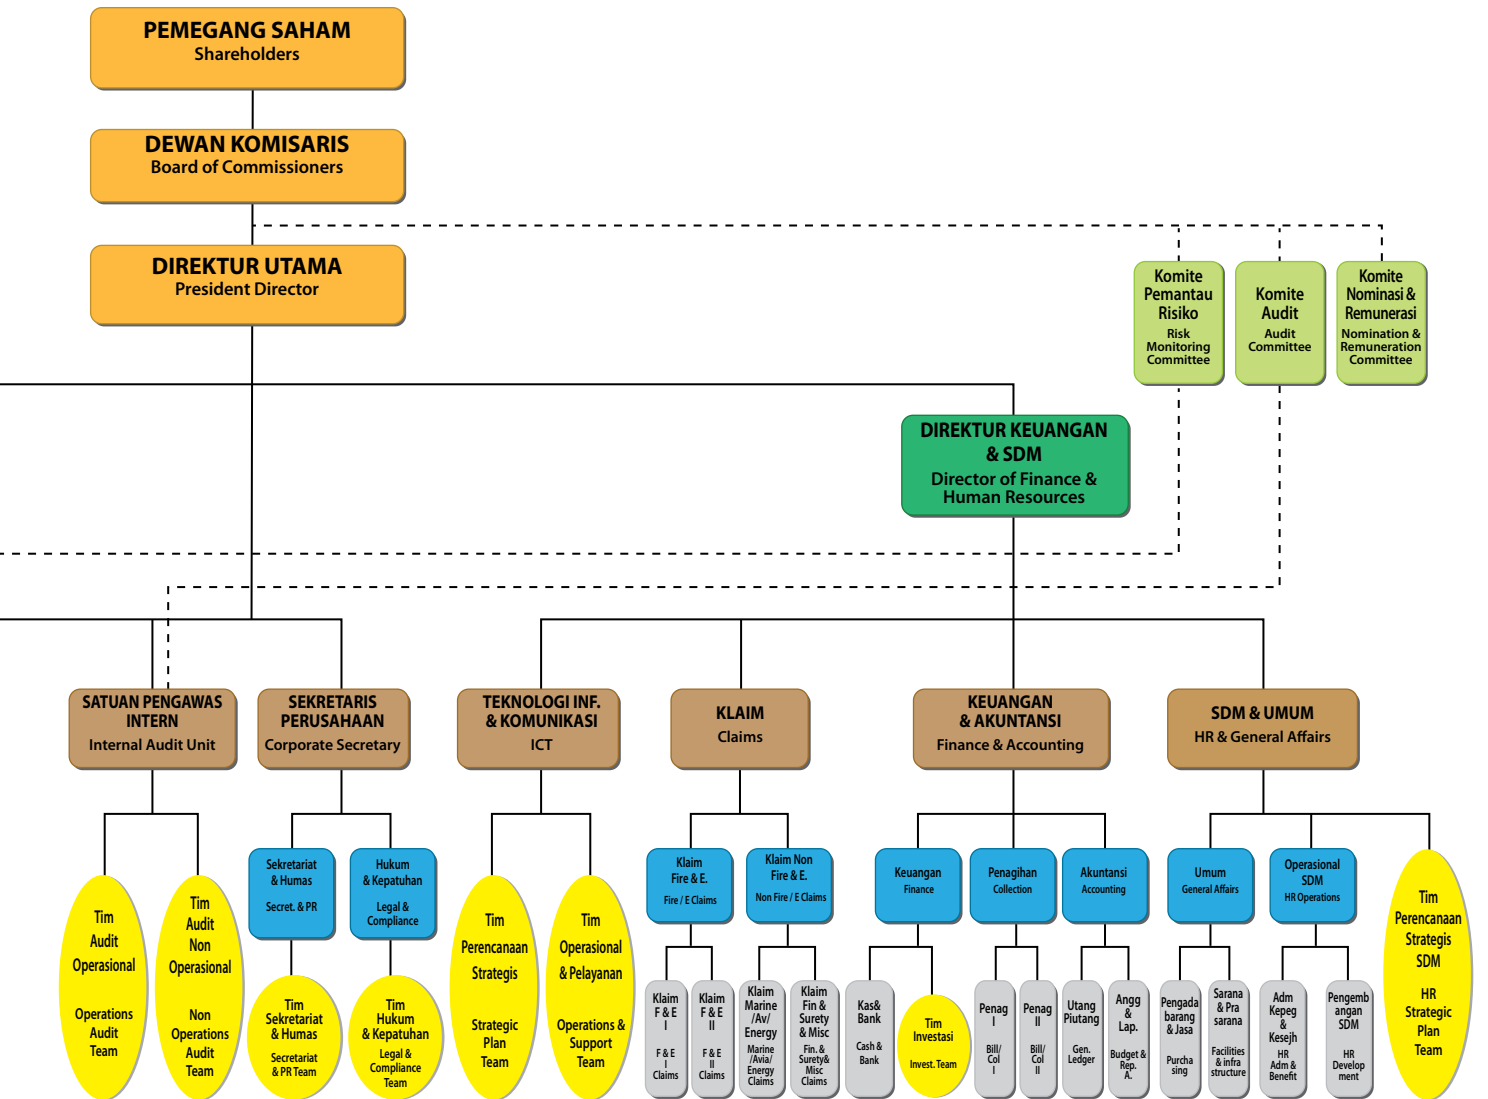 PEMEGANG SAHAM
Shareholders
DEWAN KOMISARIS
Board of Commissioners
DIREKTUR UTAMA
President Director
Komite
Pemantau
Risiko
Risk
Monitoring
Committee
Komite
Audit
Audit
Committee
Komite
Nominasi &
Remunerasi
Nomination &
Remuneration
Committee
DIREKTUR KEUANGAN
& SDM
Director of Finance &
Human Resources
SATUAN PENGAWAS
INTERN
Internal Audit Unit
SEKRETARIS
PERUSAHAAN
Corporate Secretary
TEKNOLOGI INF.
& KOMUNIKASI
ICT
KLAIM
Claims
KEUANGAN
& AKUNTANSI
Finance & Accounting
SDM & UMUM
HR & General Affairs
Sekretariat
& Humas
Secret. & PR
Hukum
& Kepatuhan
Legal &
Compliance
Klaim
Fire & E.
Fire / E Claims
Klaim Non
Fire & E.
Non Fire / E Claims
Keuangan
Finance
Penagihan
Collection
Akuntansi
Accounting
Umum
General Affairs
Operasional
SDM
HR Operations
Tim
Audit
Operasional
Operations
Audit
Team
Tim
Audit
Non
Operasional
Non
Operations
Audit
Team
Tim
Sekretariat
& Humas
Secretariat
& PR Team
Tim
Hukum
& Kepatuhan
Legal &
Compliance
Team
Tim
Perencanaan
Strategis
Strategic
Plan
Team
Tim
Operasional
& Pelayanan
Operations &
Support
Team
Klaim
F & E
I
F & E
I
Claims
Klaim
F & E
II
F & E
II
Claims
Klaim
Marine
/Av/
Energy
Marine
/Avia/
Energy
Claims
Klaim
Fin &
Surety
& Misc
Fin. &
Surety&
Misc
Claims
Kas&
Bank
Cash &
Bank
Tim
Investasi
Invest. Team
Penag
I
Bill/
Col
I
Penag
II
Bill/
Col
II
Utang
Piutang
Gen.
Ledger
Angg
&
Lap.
Budget &
Rep.
A.
Pengada
barang
& Jasa
Purcha
sing
Sarana
& Pra
sarana
Facilities
& infra
structure
Adm
Kepeg
&
Kesejh
HR
Adm &
Benefit
Pengemb
angan
SDM
HR
Develop
ment
Tim
Perencanaan
Strategis
SDM
HR
Strategic
Plan
Team